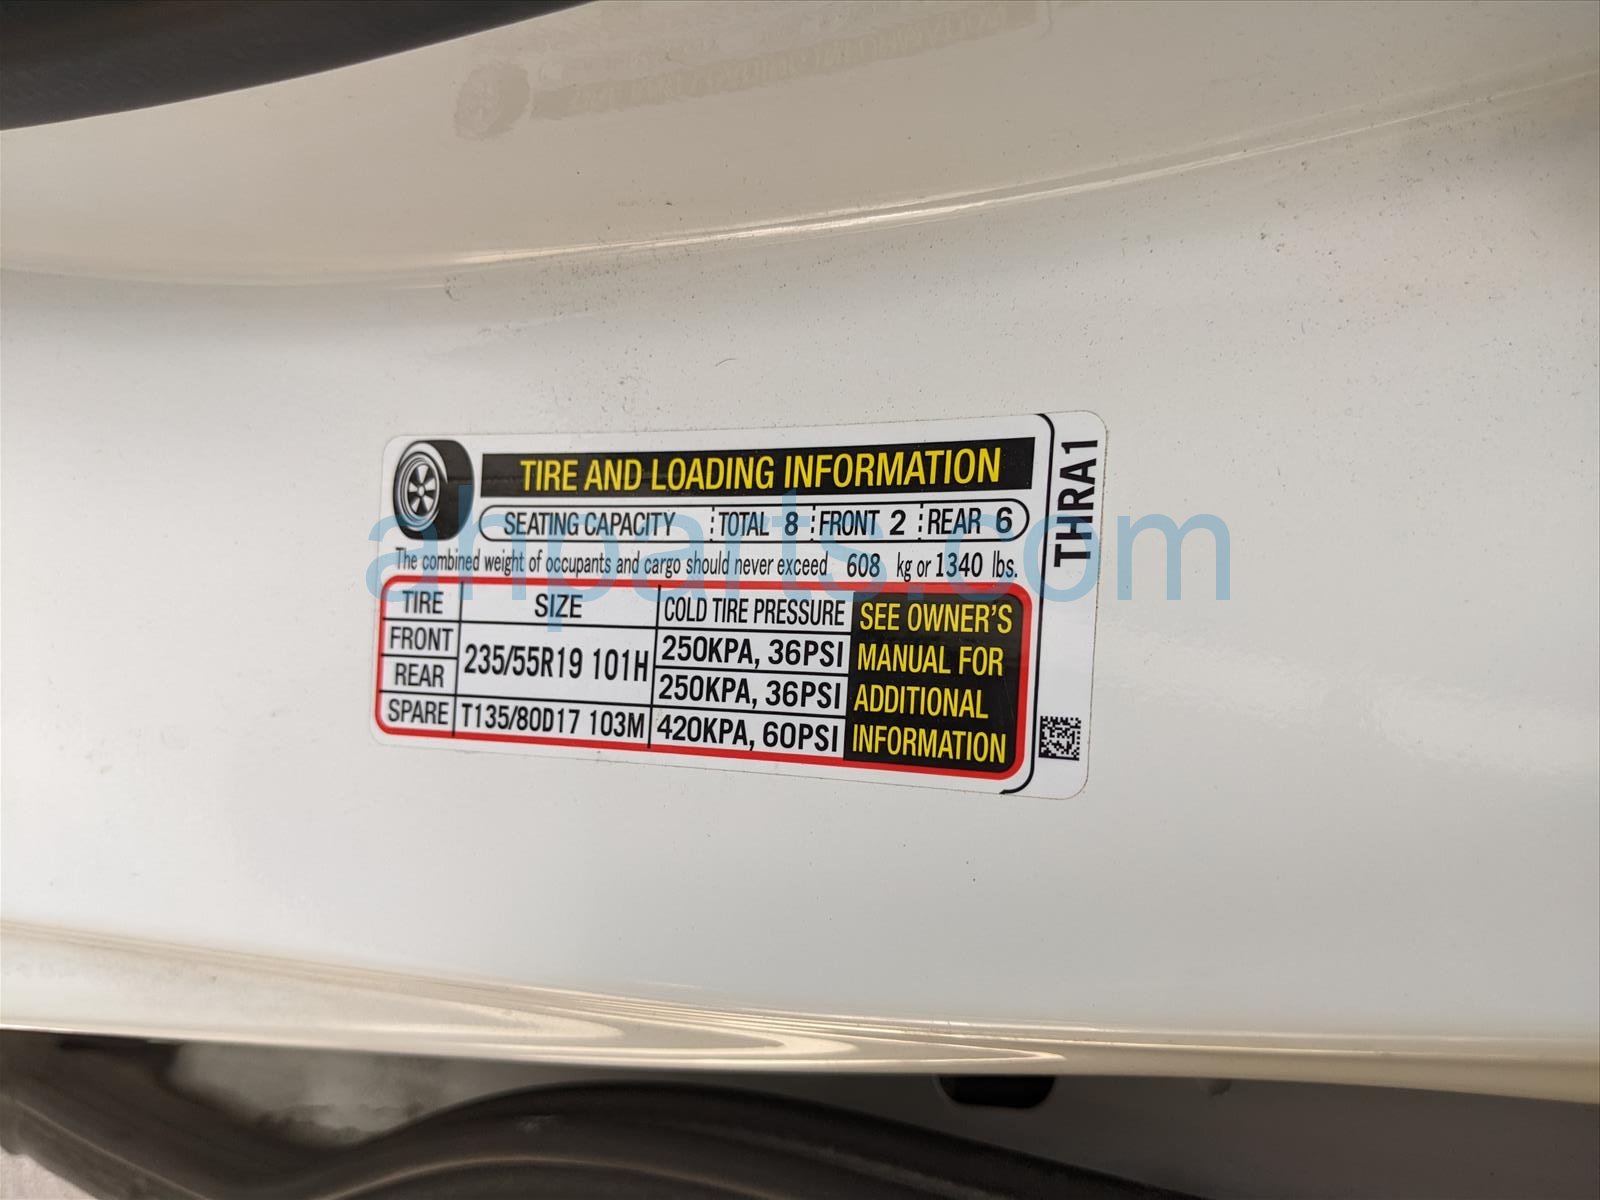 TIRE AND LOADING INFORMATION
SEATING CAPACITY TOTAL 8 FRONT 2 REAR 6
The combined weight of occupants and cargo should never exceed 608 kg or 1340 lbs.
TIRE SIZE COLD TIRE PRESSURE
FRONT 235/55R19 101H 250KPA, 36PSI
REAR 250KPA, 36PSI
SPARE T135/80D17 103M 420KPA, 60PSI
SEE OWNER'S
MANUAL FOR
ADDITIONAL
INFORMATION
THRA1
ahparts.com